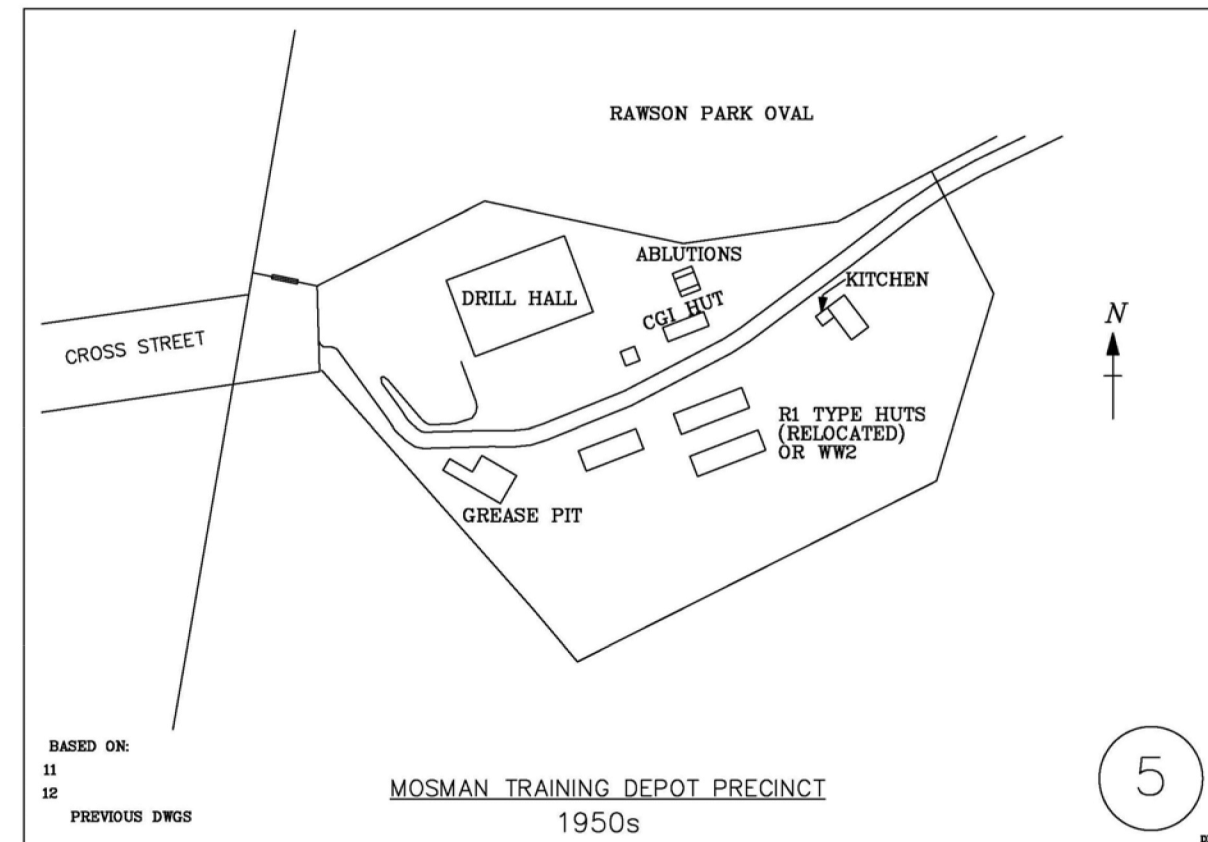 RAWSON PARK OVAL
ABLUTIONS
KITCHEN
DRILL HALL
CGI HUT
N
CROSS STREET
R1 TYPE HUTS
(RELOCATED)
OR WW2
GREASE PIT
BASED ON:
11
12
PREVIOUS DWGS
MOSMAN TRAINING DEPOT PRECINCT
1950s
5